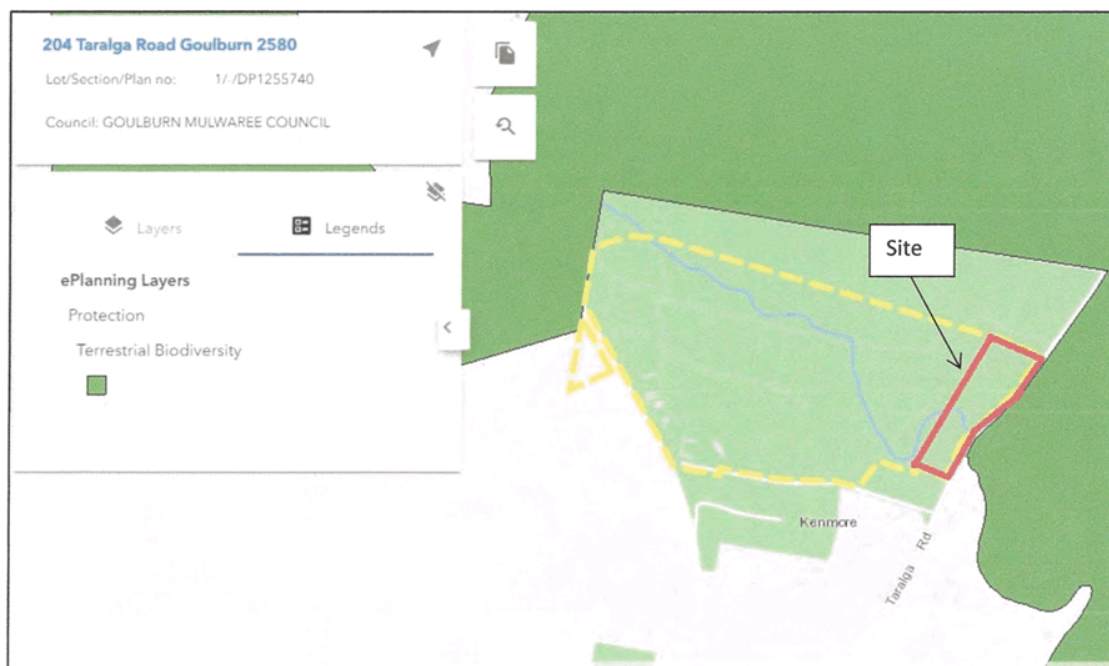 204 Taralga Road Goulburn 2580
Lot/Section/Plan no: 1/-/DP1255740
Council: GOULBURN MULWAREE COUNCIL
Layers
Legends
ePlanning Layers
Protection
Terrestrial Biodiversity
Site
Kenmore
Taralga Rd